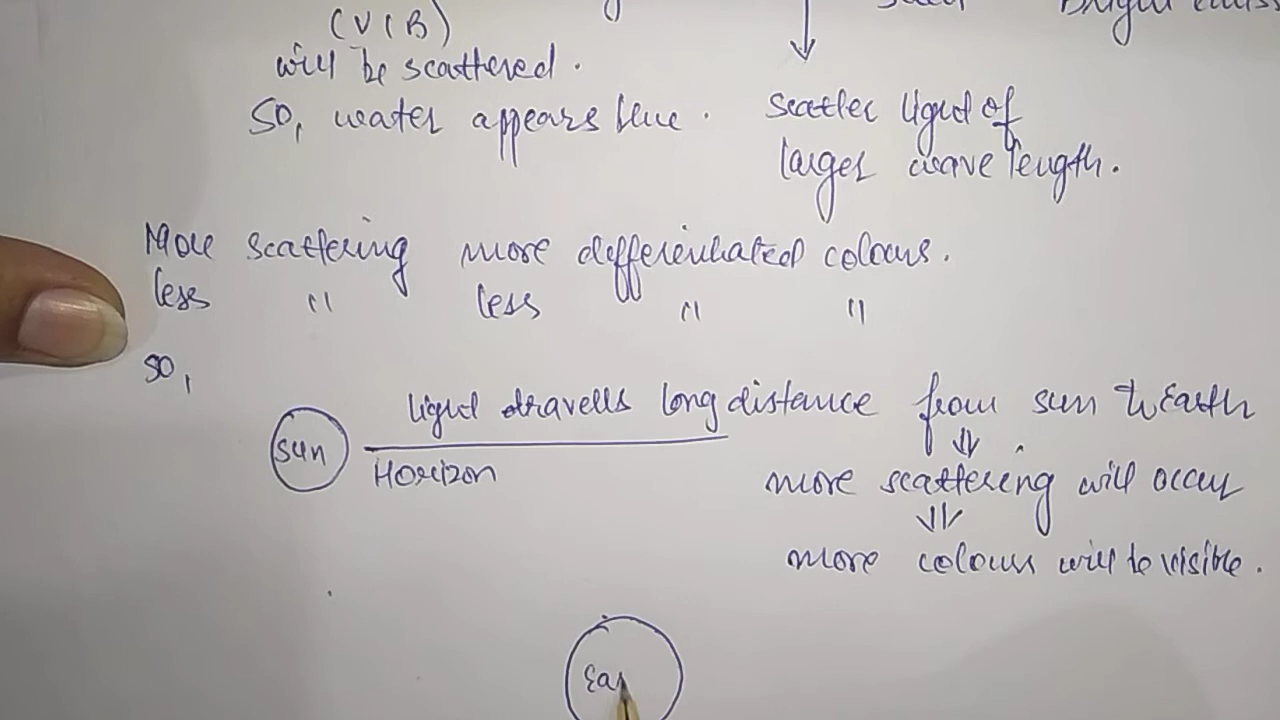 (VIB)
will be scattered.
So, water appears blue.
Scatter light of
larger wave length.
More scattering more differentiated colours.
less " less " "
So,
light travells long distance from sun to Earth
Sun
Horizon
more scattering will occur
more colours will be visible.
Ear